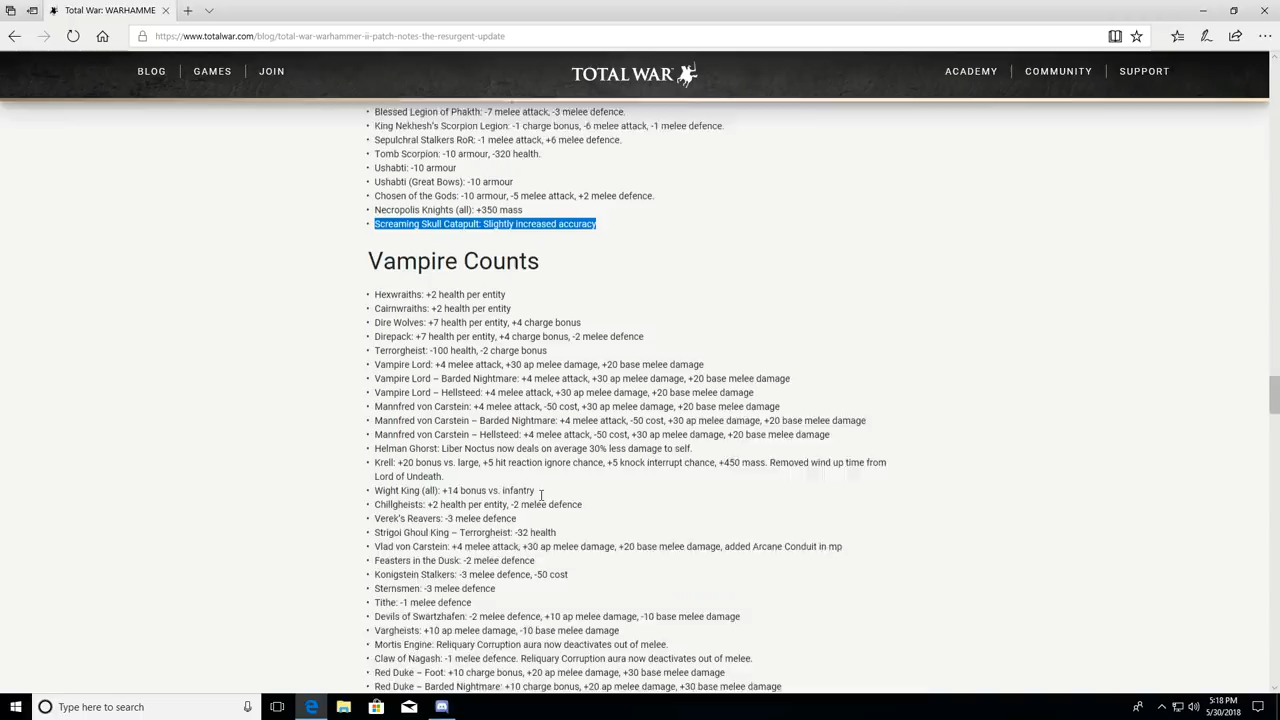 Total War: WARHAMME
https://www.totalwar.com/blog/total-war-warhammer-ii-patch-notes-the-resurgent-update
BLOG
GAMES
JOIN
TOTAL WAR
ACADEMY
COMMUNITY
SUPPORT
• Blessed Legion of Phakth: -7 melee attack, -3 melee defence.
• King Nekhesh's Scorpion Legion: -1 charge bonus, -6 melee attack, -1 melee defence.
• Sepulchral Stalkers RoR: -1 melee attack, +6 melee defence.
• Tomb Scorpion: -10 armour, -320 health.
• Ushabti: -10 armour
• Ushabti (Great Bows): -10 armour
• Chosen of the Gods: -10 armour, -5 melee attack, +2 melee defence.
• Necropolis Knights (all): +350 mass
• Screaming Skull Catapult: Slightly increased accuracy
Vampire Counts
• Hexwraiths: +2 health per entity
• Cairnwraiths: +2 health per entity
• Dire Wolves: +7 health per entity, +4 charge bonus
• Direpack: +7 health per entity, +4 charge bonus, -2 melee defence
• Terrorgheist: -100 health, -2 charge bonus
• Vampire Lord: +4 melee attack, +30 ap melee damage, +20 base melee damage
• Vampire Lord – Barded Nightmare: +4 melee attack, +30 ap melee damage, +20 base melee damage
• Vampire Lord – Hellsteed: +4 melee attack, +30 ap melee damage, +20 base melee damage
• Mannfred von Carstein: +4 melee attack, -50 cost, +30 ap melee damage, +20 base melee damage
• Mannfred von Carstein – Barded Nightmare: +4 melee attack, -50 cost, +30 ap melee damage, +20 base melee damage
• Mannfred von Carstein – Hellsteed: +4 melee attack, -50 cost, +30 ap melee damage, +20 base melee damage
• Helman Ghorst: Liber Noctus now deals on average 30% less damage to self.
• Krell: +20 bonus vs. large, +5 hit reaction ignore chance, +5 knock interrupt chance, +450 mass. Removed wind up time from
Lord of Undeath.
• Wight King (all): +14 bonus vs. infantry
• Chillgheists: +2 health per entity, -2 melee defence
• Verek's Reavers: -3 melee defence
• Strigoi Ghoul King – Terrorgheist: -32 health
• Vlad von Carstein: +4 melee attack, +30 ap melee damage, +20 base melee damage, added Arcane Conduit in mp
• Feasters in the Dusk: -2 melee defence
• Konigstein Stalkers: -3 melee defence, -50 cost
• Sternsmen: -3 melee defence
• Tithe: -1 melee defence
• Devils of Swartzhafen: -2 melee defence, +10 ap melee damage, -10 base melee damage
• Vargheists: +10 ap melee damage, -10 base melee damage
• Mortis Engine: Reliquary Corruption aura now deactivates out of melee.
• Claw of Nagash: -1 melee defence. Reliquary Corruption aura now deactivates out of melee.
• Red Duke – Foot: +10 charge bonus, +20 ap melee damage, +30 base melee damage
• Red Duke – Barded Nightmare: +10 charge bonus, +20 ap melee damage, +30 base melee damage
Type here to search
5:18 PM
5/30/2018